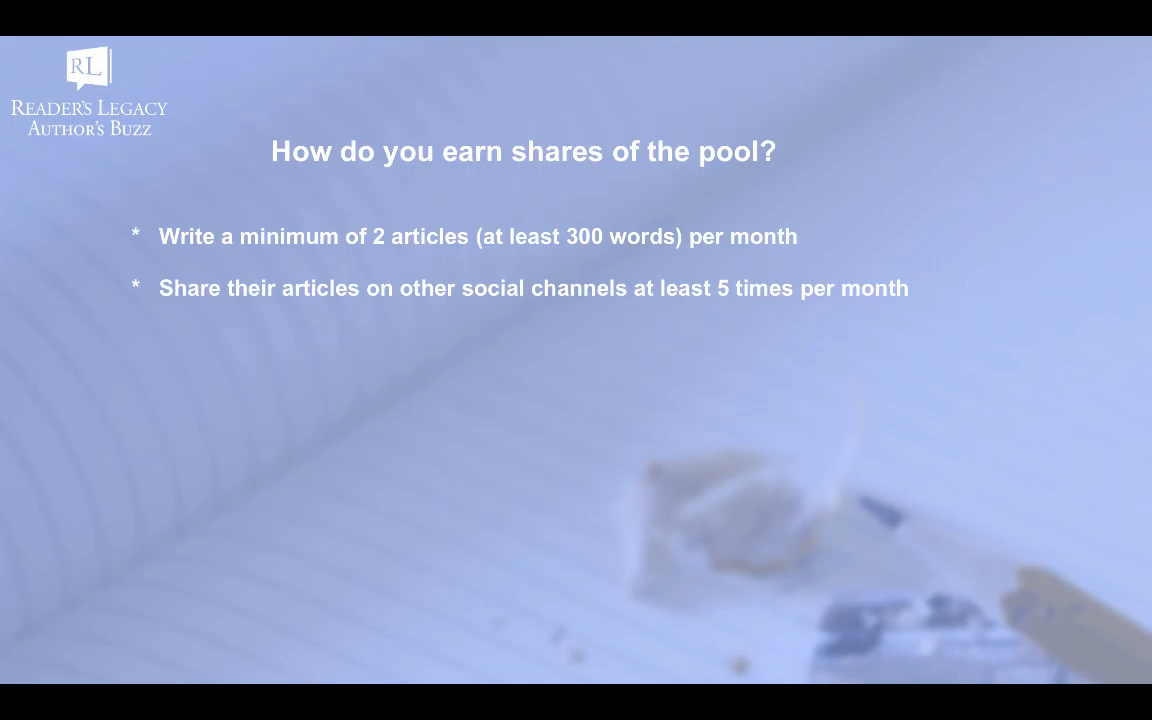 RL
READER'S LEGACY
AUTHOR'S BUZZ
How do you earn shares of the pool?
* Write a minimum of 2 articles (at least 300 words) per month
* Share their articles on other social channels at least 5 times per month